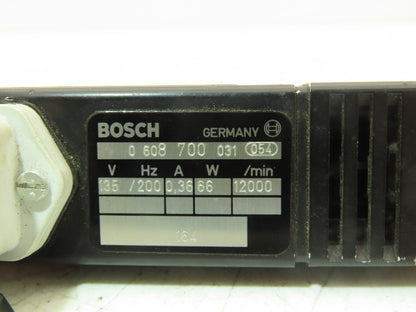 BOSCH GERMANY
0 608 700 031 054
V Hz A W /min
135 /200 0,36 66 12000
164